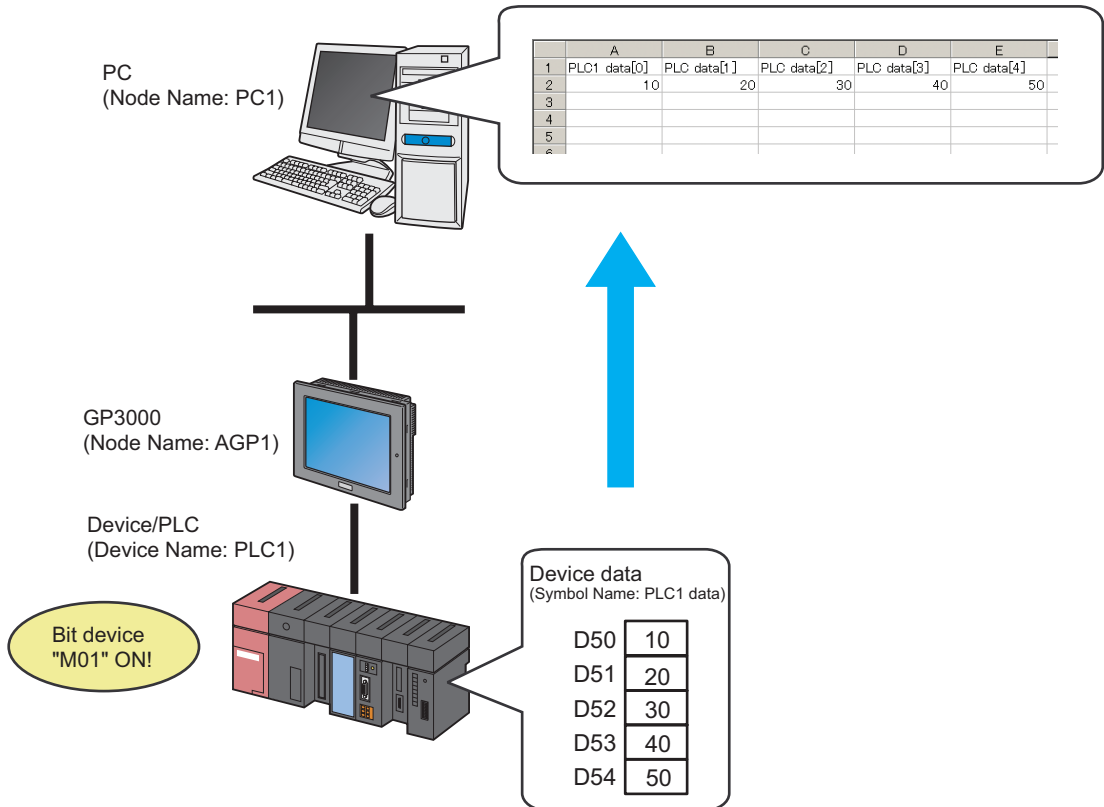 PC
(Node Name: PC1)
A B C D E
1 PLC1 data[0] PLC data[1] PLC data[2] PLC data[3] PLC data[4]
2 10 20 30 40 50
3
4
5
6
GP3000
(Node Name: AGP1)
Device/PLC
(Device Name: PLC1)
Bit device
"M01" ON!
Device data
(Symbol Name: PLC1 data)
D50 10
D51 20
D52 30
D53 40
D54 50